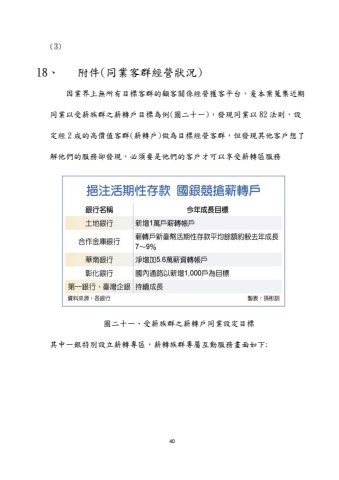 (3)
18、 附件(同業客群經營狀況)
因業界上無所有目標客群的顧客關係經營獲客平台，爰本案蒐集近期
同業以受薪族群之薪轉戶目標為例(圖二十一)，發現同業以 82 法則，設
定經 2 成的高價值客群(薪轉戶)做為目標經營客群，但發現其他客戶想了
解他們的服務卻發現，必須要是他們的客戶才可以享受薪轉區服務
挹注活期性存款 國銀競搶薪轉戶
銀行名稱 今年成長目標
土地銀行 新增1萬戶薪轉帳戶
合作金庫銀行 薪轉戶新臺幣活期性存款平均餘額的較去年成長
7～9%
華南銀行 淨增加5.6萬薪資轉帳戶
彰化銀行 國內通路以新增1,000戶為目標
第一銀行、臺灣企銀 持續成長
資料來源：各銀行 製表：孫彬訓
圖二十一、受薪族群之薪轉戶同業設定目標
其中一銀特別設立薪轉專區，薪轉族群專屬互動服務畫面如下:
40